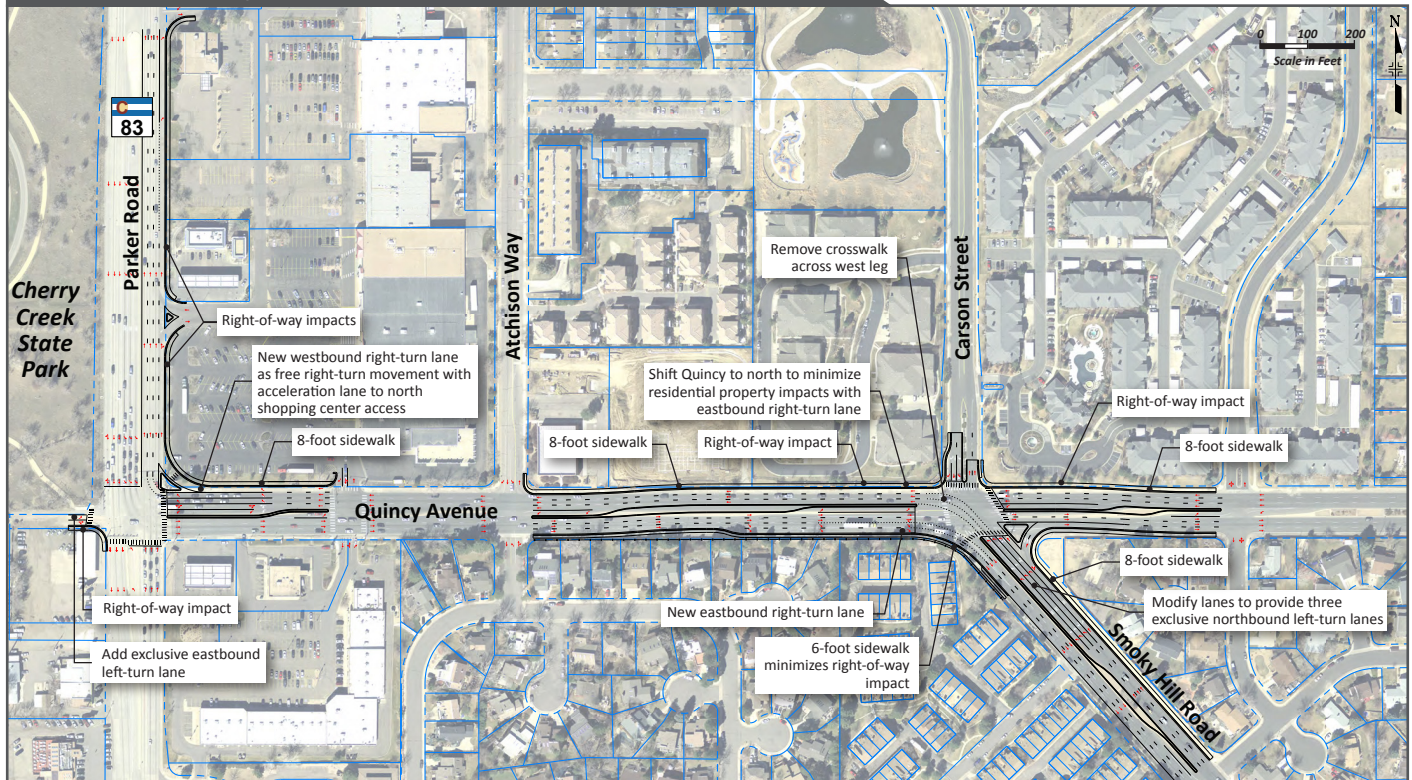 N
0 100 200
Scale in Feet
83
Parker Road
Cherry
Creek
State
Park
Atchison Way
Carson Street
Remove crosswalk
across west leg
Right-of-way impacts
New westbound right-turn lane
as free right-turn movement with
acceleration lane to north
shopping center access
Shift Quincy to north to minimize
residential property impacts with
eastbound right-turn lane
Right-of-way impact
8-foot sidewalk
8-foot sidewalk
Right-of-way impact
8-foot sidewalk
Quincy Avenue
8-foot sidewalk
Right-of-way impact
New eastbound right-turn lane
Modify lanes to provide three
exclusive northbound left-turn lanes
Add exclusive eastbound
left-turn lane
6-foot sidewalk
minimizes right-of-way
impact
Smoky Hill Road